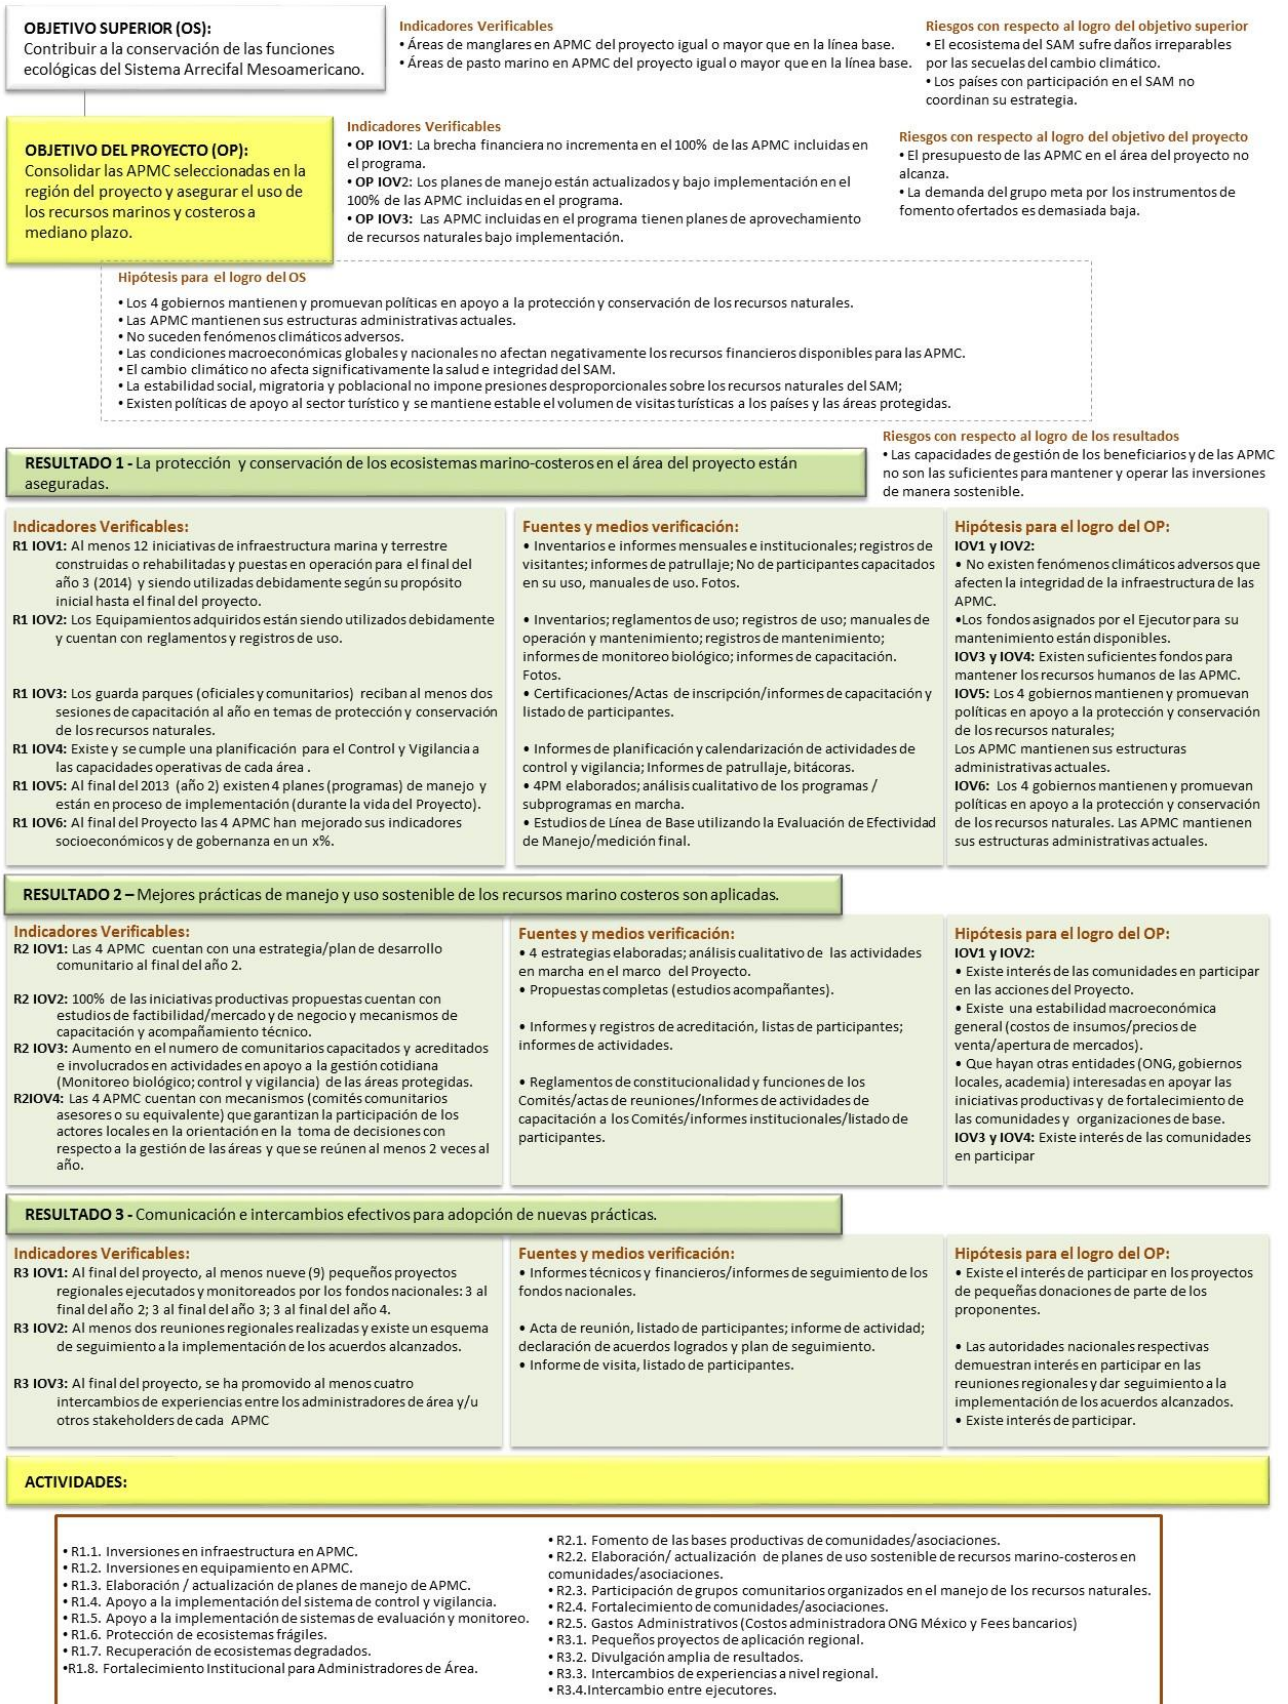 OBJETIVO SUPERIOR (OS):
Contribuir a la conservación de las funciones
ecológicas del Sistema Arrecifal Mesoamericano.
Indicadores Verificables
• Áreas de manglares en APMC del proyecto igual o mayor que en la línea base.
• Áreas de pasto marino en APMC del proyecto igual o mayor que en la línea base.
Riesgos con respecto al logro del objetivo superior
• El ecosistema del SAM sufre daños irreparables
por las secuelas del cambio climático.
• Los países con participación en el SAM no
coordinan su estrategia.
OBJETIVO DEL PROYECTO (OP):
Consolidar las APMC seleccionadas en la
región del proyecto y asegurar el uso de
los recursos marinos y costeros a
mediano plazo.
Indicadores Verificables
• OP IOV1: La brecha financiera no incrementa en el 100% de las APMC incluidas en
el programa.
• OP IOV2: Los planes de manejo están actualizados y bajo implementación en el
100% de las APMC incluidas en el programa.
• OP IOV3: Las APMC incluidas en el programa tienen planes de aprovechamiento
de recursos naturales bajo implementación.
Riesgos con respecto al logro del objetivo del proyecto
• El presupuesto de las APMC en el área del proyecto no
alcanza.
• La demanda del grupo meta por los instrumentos de
fomento ofertados es demasiada baja.
Hipótesis para el logro del OS
• Los 4 gobiernos mantienen y promuevan políticas en apoyo a la protección y conservación de los recursos naturales.
• Las APMC mantienen sus estructuras administrativas actuales.
• No suceden fenómenos climáticos adversos.
• Las condiciones macroeconómicas globales y nacionales no afectan negativamente los recursos financieros disponibles para las APMC.
• El cambio climático no afecta significativamente la salud e integridad del SAM.
• La estabilidad social, migratoria y poblacional no impone presiones desproporcionales sobre los recursos naturales del SAM;
• Existen políticas de apoyo al sector turístico y se mantiene estable el volumen de visitas turísticas a los países y las áreas protegidas.
Riesgos con respecto al logro de los resultados
• Las capacidades de gestión de los beneficiarios y de las APMC
no son las suficientes para mantener y operar las inversiones
de manera sostenible.
RESULTADO 1 - La protección y conservación de los ecosistemas marino-costeros en el área del proyecto están
aseguradas.
Indicadores Verificables:
R1 IOV1: Al menos 12 iniciativas de infraestructura marina y terrestre
construidas o rehabilitadas y puestas en operación para el final del
año 3 (2014) y siendo utilizadas debidamente según su propósito
inicial hasta el final del proyecto.
R1 IOV2: Los Equipamientos adquiridos están siendo utilizados debidamente
y cuentan con reglamentos y registros de uso.
R1 IOV3: Los guarda parques (oficiales y comunitarios) reciban al menos dos
sesiones de capacitación al año en temas de protección y conservación
de los recursos naturales.
R1 IOV4: Existe y se cumple una planificación para el Control y Vigilancia a
las capacidades operativas de cada área .
R1 IOV5: Al final del 2013 (año 2) existen 4 planes (programas) de manejo y
están en proceso de implementación (durante la vida del Proyecto).
R1 IOV6: Al final del Proyecto las 4 APMC han mejorado sus indicadores
socioeconómicos y de gobernanza en un x%.
Fuentes y medios verificación:
• Inventarios e informes mensuales e institucionales; registros de
visitantes; informes de patrullaje; No de participantes capacitados
en su uso, manuales de uso. Fotos.
• Inventarios; reglamentos de uso; registros de uso; manuales de
operación y mantenimiento; registros de mantenimiento;
informes de monitoreo biológico; informes de capacitación.
Fotos.
• Certificaciones/Actas de inscripción/informes de capacitación y
listado de participantes.
• Informes de planificación y calendarización de actividades de
control y vigilancia; Informes de patrullaje, bitácoras.
• 4PM elaborados; análisis cualitativo de los programas /
subprogramas en marcha.
• Estudios de Línea de Base utilizando la Evaluación de Efectividad
de Manejo/medición final.
Hipótesis para el logro del OP:
IOV1 y IOV2:
• No existen fenómenos climáticos adversos que
afecten la integridad de la infraestructura de las
APMC.
•Los fondos asignados por el Ejecutor para su
mantenimiento están disponibles.
IOV3 y IOV4: Existen suficientes fondos para
mantener los recursos humanos de las APMC.
IOV5: Los 4 gobiernos mantienen y promuevan
políticas en apoyo a la protección y conservación
de los recursos naturales;
Los APMC mantienen sus estructuras
administrativas actuales.
IOV6: Los 4 gobiernos mantienen y promuevan
políticas en apoyo a la protección y conservación
de los recursos naturales. Las APMC mantienen
sus estructuras administrativas actuales.
RESULTADO 2 – Mejores prácticas de manejo y uso sostenible de los recursos marino costeros son aplicadas.
Indicadores Verificables:
R2 IOV1: Las 4 APMC cuentan con una estrategia/plan de desarrollo
comunitario al final del año 2.
R2 IOV2: 100% de las iniciativas productivas propuestas cuentan con
estudios de factibilidad/mercado y de negocio y mecanismos de
capacitación y acompañamiento técnico.
R2 IOV3: Aumento en el numero de comunitarios capacitados y acreditados
e involucrados en actividades en apoyo a la gestión cotidiana
(Monitoreo biológico; control y vigilancia) de las áreas protegidas.
R2IOV4: Las 4 APMC cuentan con mecanismos (comités comunitarios
asesores o su equivalente) que garantizan la participación de los
actores locales en la orientación en la toma de decisiones con
respecto a la gestión de las áreas y que se reúnen al menos 2 veces al
año.
Fuentes y medios verificación:
• 4 estrategias elaboradas; análisis cualitativo de las actividades
en marcha en el marco del Proyecto.
• Propuestas completas (estudios acompañantes).
• Informes y registros de acreditación, listas de participantes;
informes de actividades.
• Reglamentos de constitucionalidad y funciones de los
Comités/actas de reuniones/Informes de actividades de
capacitación a los Comités/informes institucionales/listado de
participantes.
Hipótesis para el logro del OP:
IOV1 y IOV2:
• Existe interés de las comunidades en participar
en las acciones del Proyecto.
• Existe una estabilidad macroeconómica
general (costos de insumos/precios de
venta/apertura de mercados).
• Que hayan otras entidades (ONG, gobiernos
locales, academia) interesadas en apoyar las
iniciativas productivas y de fortalecimiento de
las comunidades y organizaciones de base.
IOV3 y IOV4: Existe interés de las comunidades
en participar
RESULTADO 3 - Comunicación e intercambios efectivos para adopción de nuevas prácticas.
Indicadores Verificables:
R3 IOV1: Al final del proyecto, al menos nueve (9) pequeños proyectos
regionales ejecutados y monitoreados por los fondos nacionales: 3 al
final del año 2; 3 al final del año 3; 3 al final del año 4.
R3 IOV2: Al menos dos reuniones regionales realizadas y existe un esquema
de seguimiento a la implementación de los acuerdos alcanzados.
R3 IOV3: Al final del proyecto, se ha promovido al menos cuatro
intercambios de experiencias entre los administradores de área y/u
otros stakeholders de cada APMC
Fuentes y medios verificación:
• Informes técnicos y financieros/informes de seguimiento de los
fondos nacionales.
• Acta de reunión, listado de participantes; informe de actividad;
declaración de acuerdos logrados y plan de seguimiento.
• Informe de visita, listado de participantes.
Hipótesis para el logro del OP:
• Existe el interés de participar en los proyectos
de pequeñas donaciones de parte de los
proponentes.
• Las autoridades nacionales respectivas
demuestran interés en participar en las
reuniones regionales y dar seguimiento a la
implementación de los acuerdos alcanzados.
• Existe interés de participar.
ACTIVIDADES:
• R1.1. Inversiones en infraestructura en APMC.
• R1.2. Inversiones en equipamiento en APMC.
• R1.3. Elaboración / actualización de planes de manejo de APMC.
• R1.4. Apoyo a la implementación del sistema de control y vigilancia.
• R1.5. Apoyo a la implementación de sistemas de evaluación y monitoreo.
• R1.6. Protección de ecosistemas frágiles.
• R1.7. Recuperación de ecosistemas degradados.
•R1.8. Fortalecimiento Institucional para Administradores de Área.
• R2.1. Fomento de las bases productivas de comunidades/asociaciones.
• R2.2. Elaboración/ actualización de planes de uso sostenible de recursos marino-costeros en
comunidades/asociaciones.
• R2.3. Participación de grupos comunitarios organizados en el manejo de los recursos naturales.
• R2.4. Fortalecimiento de comunidades/asociaciones.
• R2.5. Gastos Administrativos (Costos administradora ONG México y Fees bancarios)
• R3.1. Pequeños proyectos de aplicación regional.
• R3.2. Divulgación amplia de resultados.
• R3.3. Intercambios de experiencias a nivel regional.
• R3.4.Intercambio entre ejecutores.